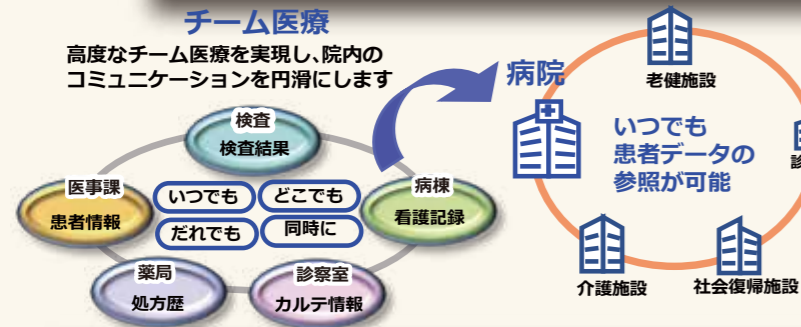 チーム医療
高度なチーム医療を実現し、院内の
コミュニケーションを円滑にします
検査
検査結果
医事課
患者情報
いつでも
どこでも
だれでも
同時に
病棟
看護記録
薬局
処方歴
診察室
カルテ情報
病院
老健施設
いつでも
患者データの
参照が可能
介護施設
社会復帰施設